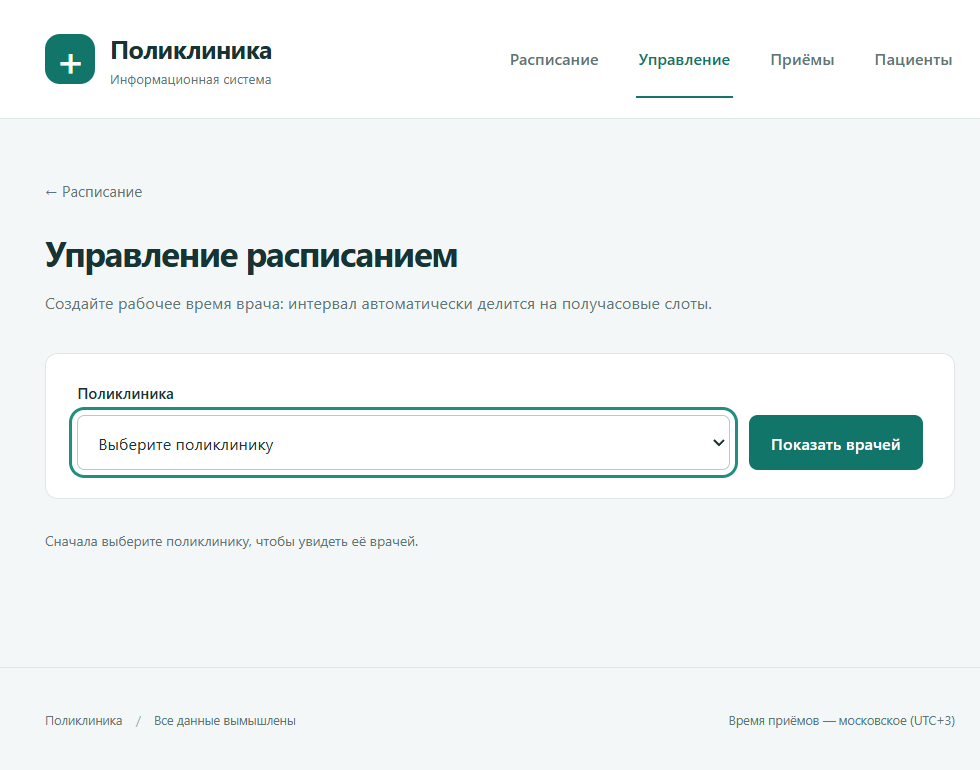 Поликлиника
Информационная система
Расписание Управление Приёмы Пациенты
← Расписание
Управление расписанием
Создайте рабочее время врача: интервал автоматически делится на получасовые слоты.
Поликлиника
Выберите поликлинику
Показать врачей
Сначала выберите поликлинику, чтобы увидеть её врачей.
Поликлиника / Все данные вымышлены
Время приёмов — московское (UTC+3)